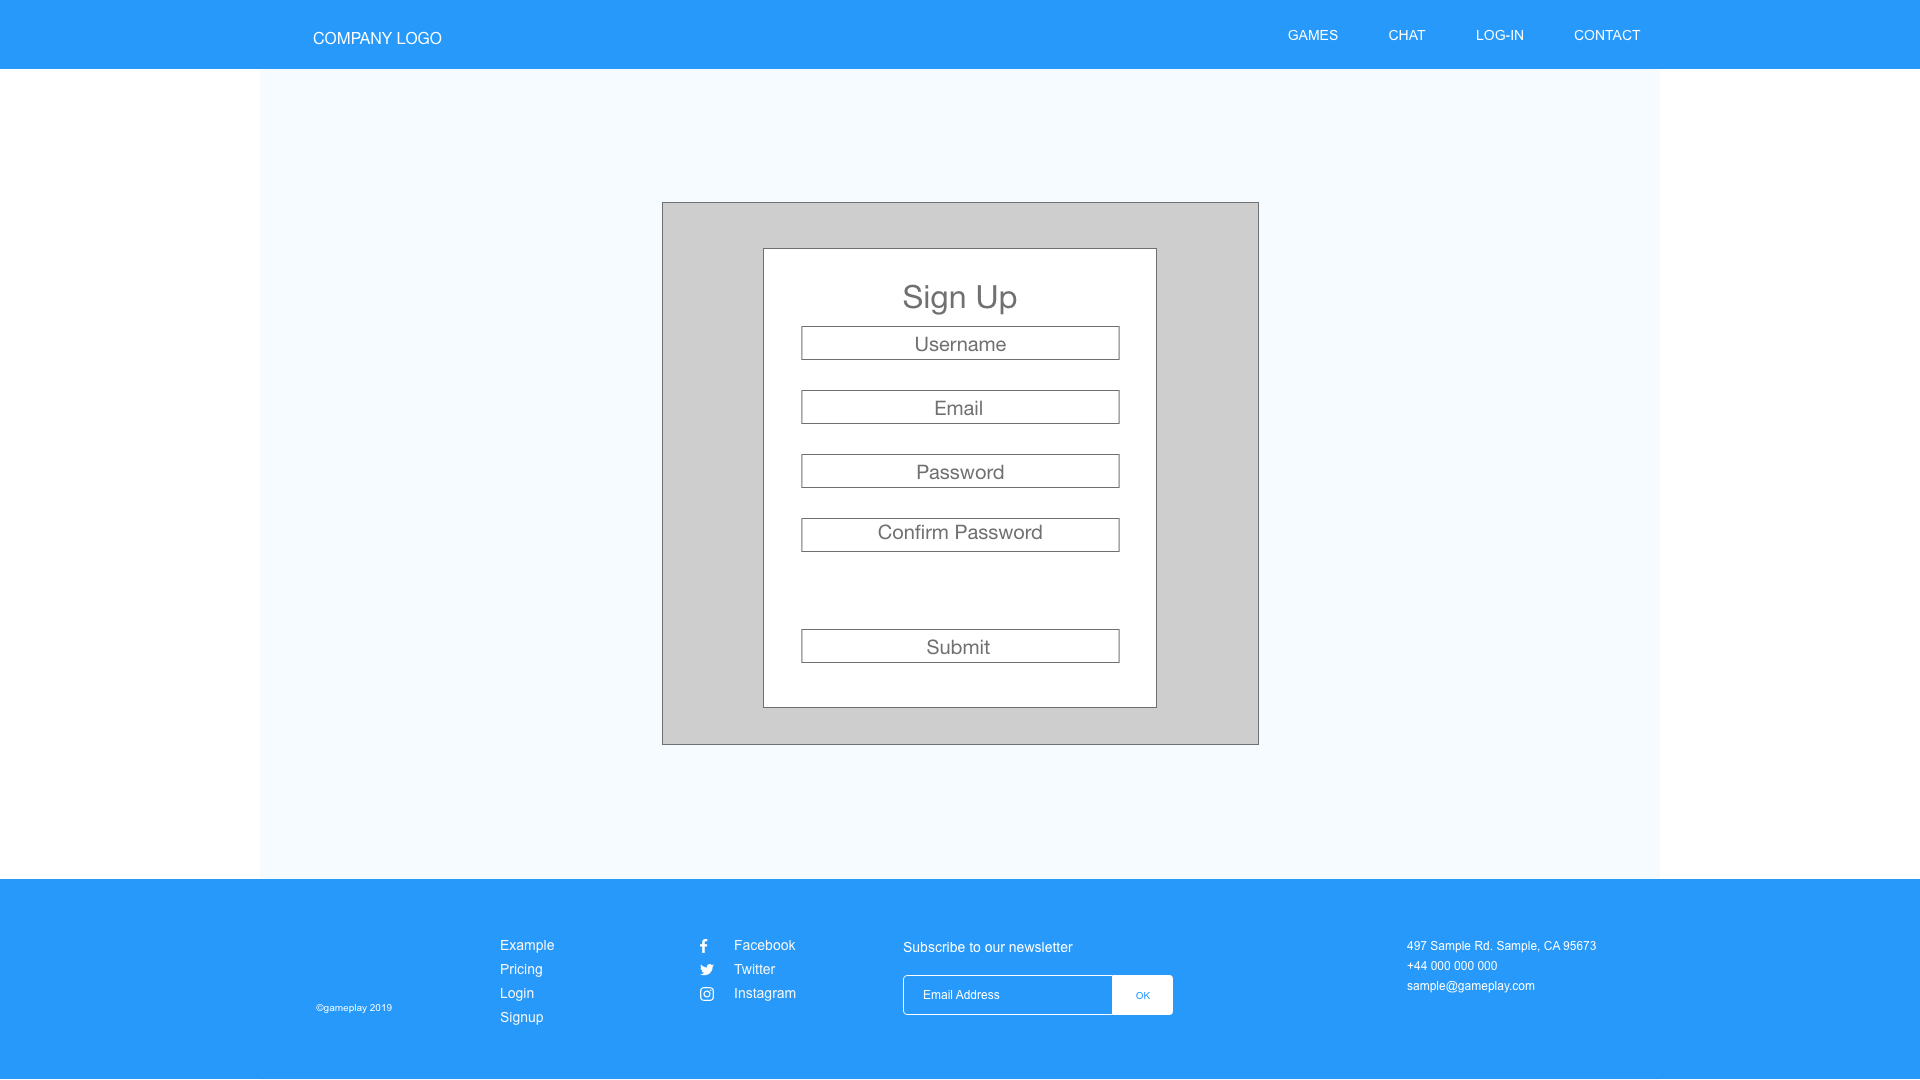 COMPANY LOGO
GAMES CHAT LOG-IN CONTACT
Sign Up
Username
Email
Password
Confirm Password
Submit
©gameplay 2019
Example
Pricing
Login
Signup
Facebook
Twitter
Instagram
Subscribe to our newsletter
Email Address OK
497 Sample Rd. Sample, CA 95673
+44 000 000 000
sample@gameplay.com